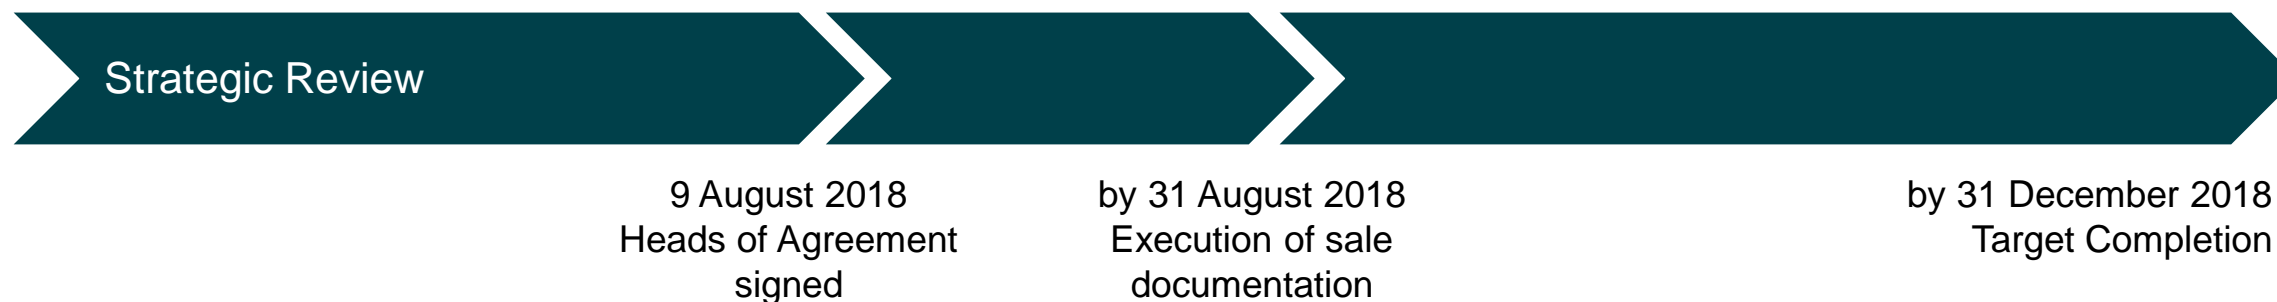 Strategic Review
9 August 2018
Heads of Agreement
signed
by 31 August 2018
Execution of sale
documentation
by 31 December 2018
Target Completion